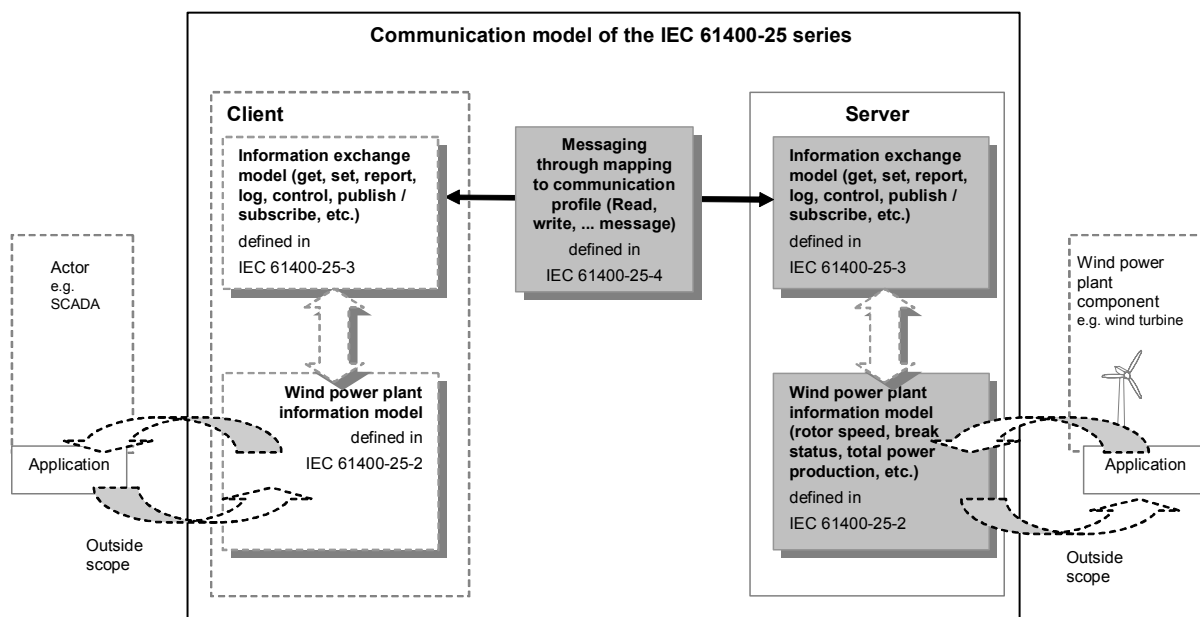 Communication model of the IEC 61400-25 series
Client
Information exchange
model (get, set, report,
log, control, publish /
subscribe, etc.)
defined in
IEC 61400-25-3
Messaging
through mapping
to communication
profile (Read,
write, ... message)
defined in
IEC 61400-25-4
Server
Information exchange
model (get, set, report,
log, control, publish /
subscribe, etc.)
defined in
IEC 61400-25-3
Actor
e.g.
SCADA
Application
Outside
scope
Wind power plant
information model
defined in
IEC 61400-25-2
Wind power plant
information model
(rotor speed, break
status, total power
production, etc.)
defined in
IEC 61400-25-2
Wind power
plant
component
e.g. wind turbine
Application
Outside
scope